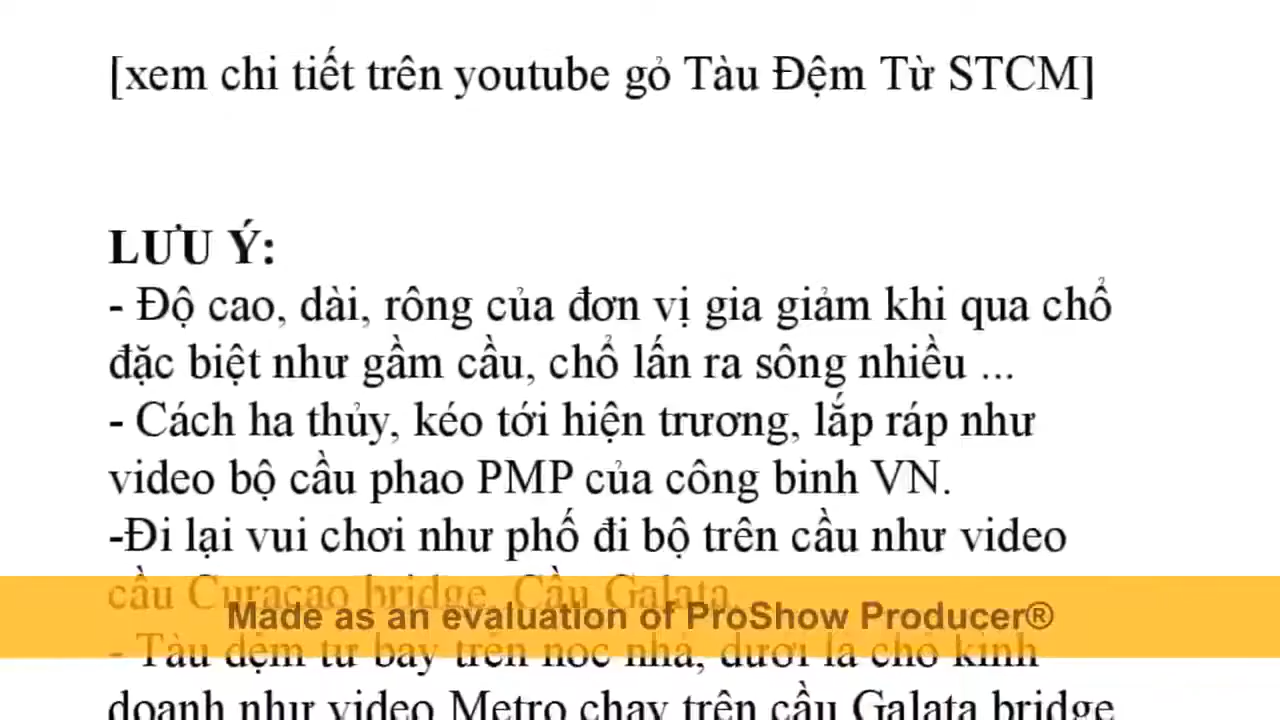 [xem chi tiết trên youtube gỏ Tàu Đệm Từ STCM]
LƯU Ý:
- Độ cao, dài, rông của đơn vị gia giảm khi qua chổ
đặc biệt như gầm cầu, chổ lấn ra sông nhiều ...
- Cách ha thủy, kéo tới hiện trương, lắp ráp như
video bộ cầu phao PMP của công binh VN.
-Đi lại vui chơi như phố đi bộ trên cầu như video
cầu Curacao bridge, Cầu Galata.
Made as an evaluation of ProShow Producer®
- Tàu đệm từ bay trên nóc nhà, dưới là chổ kinh
doanh như video Metro chạy trên cầu Galata bridge